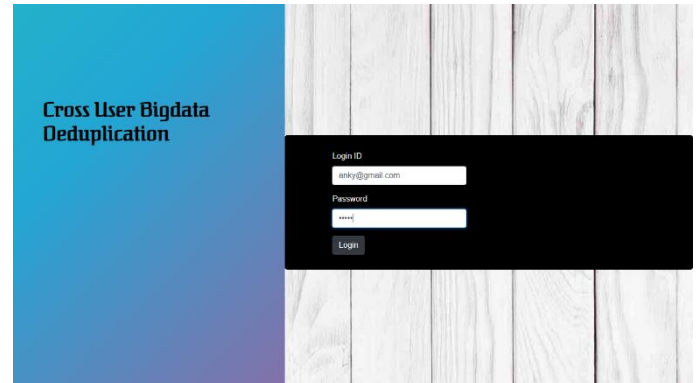 Cross User Bigdata
Deduplication
Login ID
anky@gmail.com
Password
•••••
Login